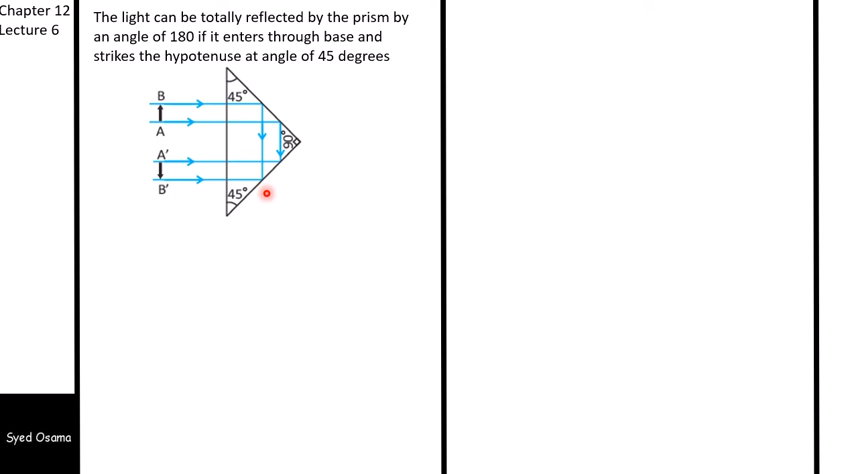 Chapter 12
Lecture 6
The light can be totally reflected by the prism by
an angle of 180 if it enters through base and
strikes the hypotenuse at angle of 45 degrees
B
45°
A
90°
A'
B'
45°
Syed Osama